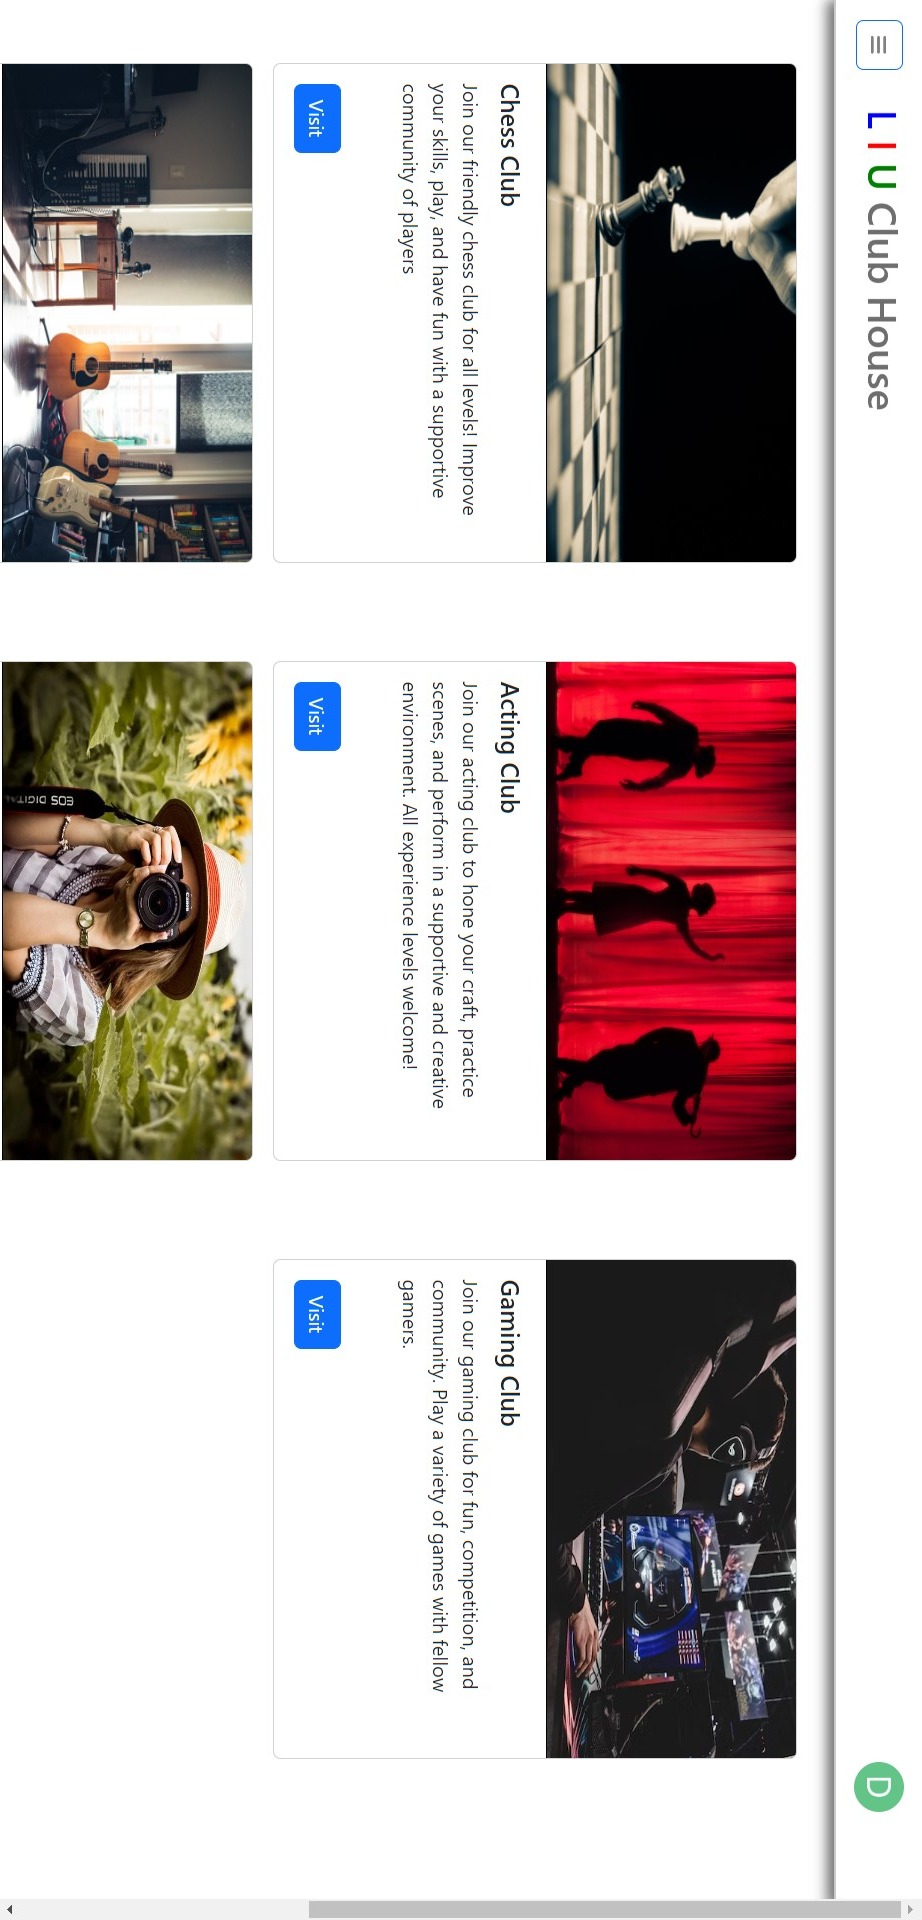 L I U Club House
D
Chess Club
Join our friendly chess club for all levels! Improve
your skills, play, and have fun with a supportive
community of players
Visit
Acting Club
Join our acting club to hone your craft, practice
scenes, and perform in a supportive and creative
environment. All experience levels welcome!
Visit
Gaming Club
Join our gaming club for fun, competition, and
community. Play a variety of games with fellow
gamers.
Visit
EOS DIGITAL
Canon